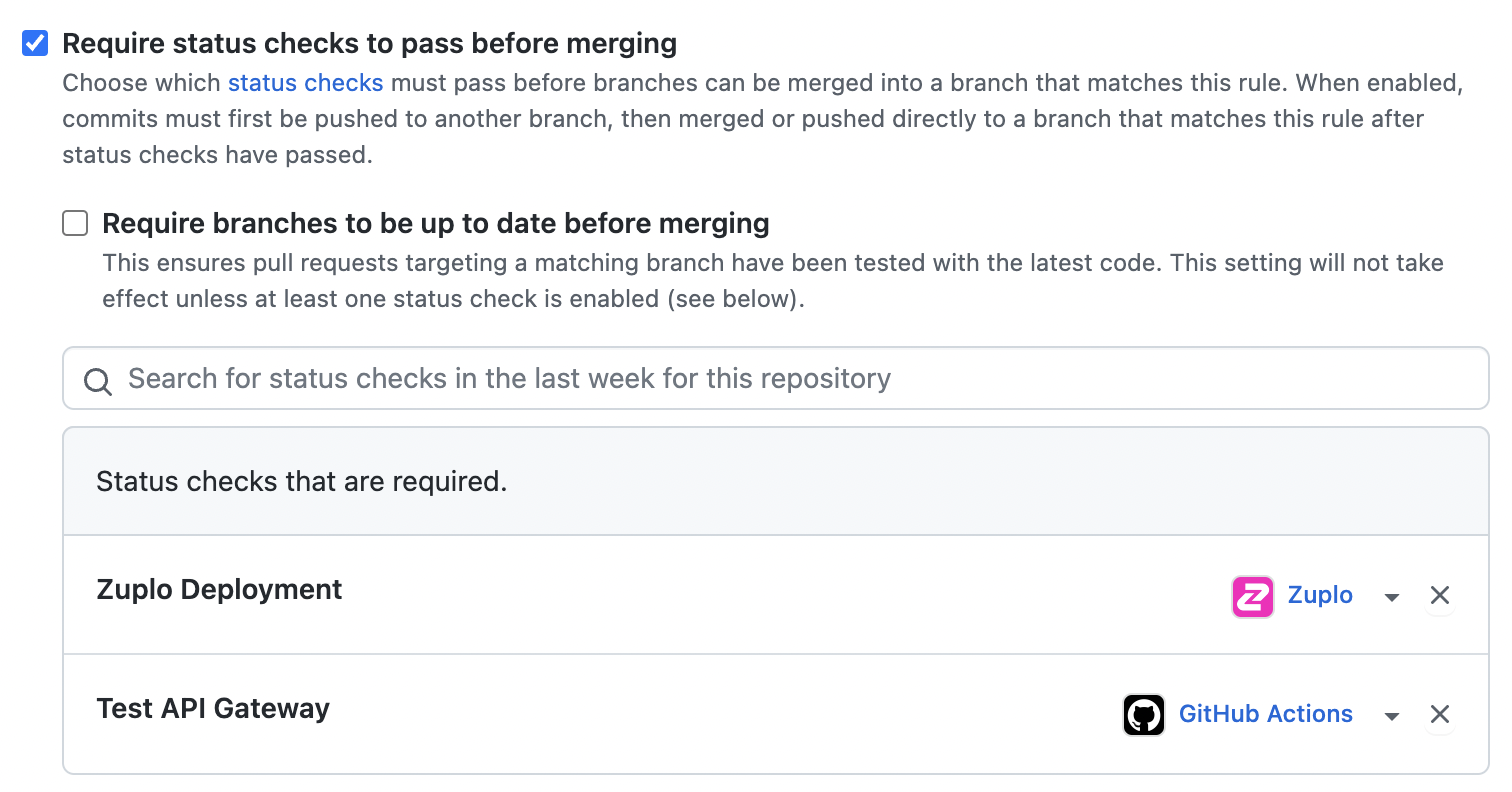 Require status checks to pass before merging
Choose which status checks must pass before branches can be merged into a branch that matches this rule. When enabled,
commits must first be pushed to another branch, then merged or pushed directly to a branch that matches this rule after
status checks have passed.
Require branches to be up to date before merging
This ensures pull requests targeting a matching branch have been tested with the latest code. This setting will not take
effect unless at least one status check is enabled (see below).
Search for status checks in the last week for this repository
Status checks that are required.
Zuplo Deployment
Zuplo
Test API Gateway
GitHub Actions